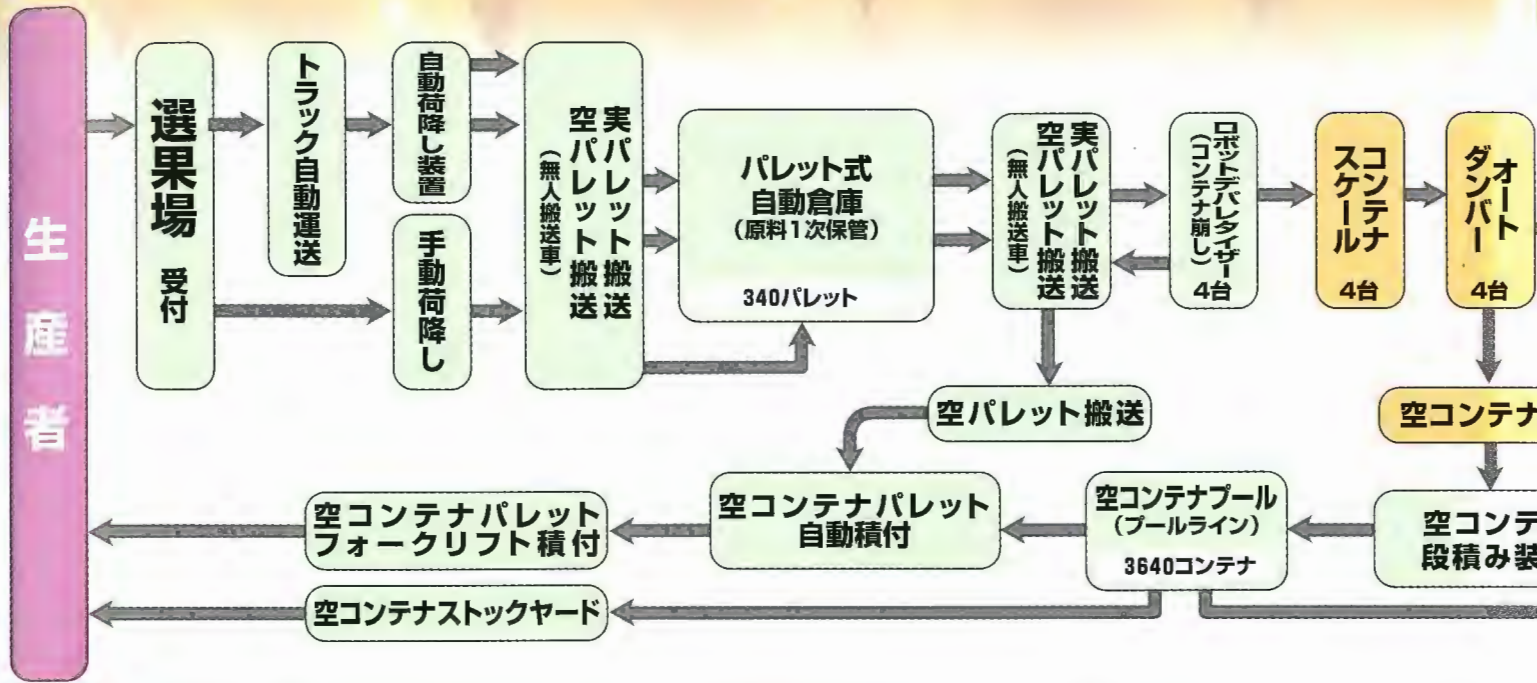 生産者
選果場 受付
トラック自動運送
自動荷降し装置
手動荷降し
実パレット搬送
空パレット搬送
(無人搬送車)
パレット式
自動倉庫
(原料1次保管)
340パレット
実パレット搬送
空パレット搬送
(無人搬送車)
ロボットデパレタイザー
(コンテナ崩し)
4台
コンテナ
スケール
4台
オート
ダンバー
4台
空パレット搬送
空コンテナ
空コンテナパレット
フォークリフト積付
空コンテナパレット
自動積付
空コンテナプール
(プールライン)
3640コンテナ
空コンテ
段積み装
空コンテナストックヤード